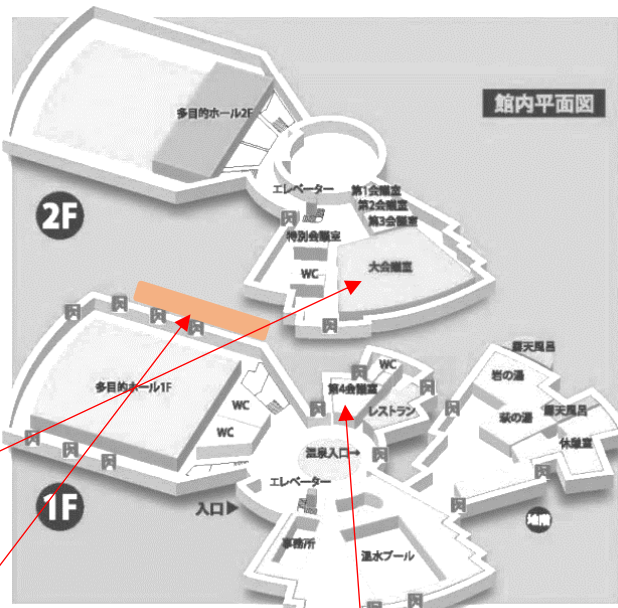 館内平面図
多目的ホール2F
2F
エレベーター
第1会議室
第2会議室
第3会議室
特別会議室
WC
大会議室
多目的ホール1F
WC
WC
1F
入口▶
第4会議室
WC
レストラン
温泉入口→
エレベーター
事務所
温水プール
露天風呂
岩の湯
萩の湯
露天風呂
休憩室
地階